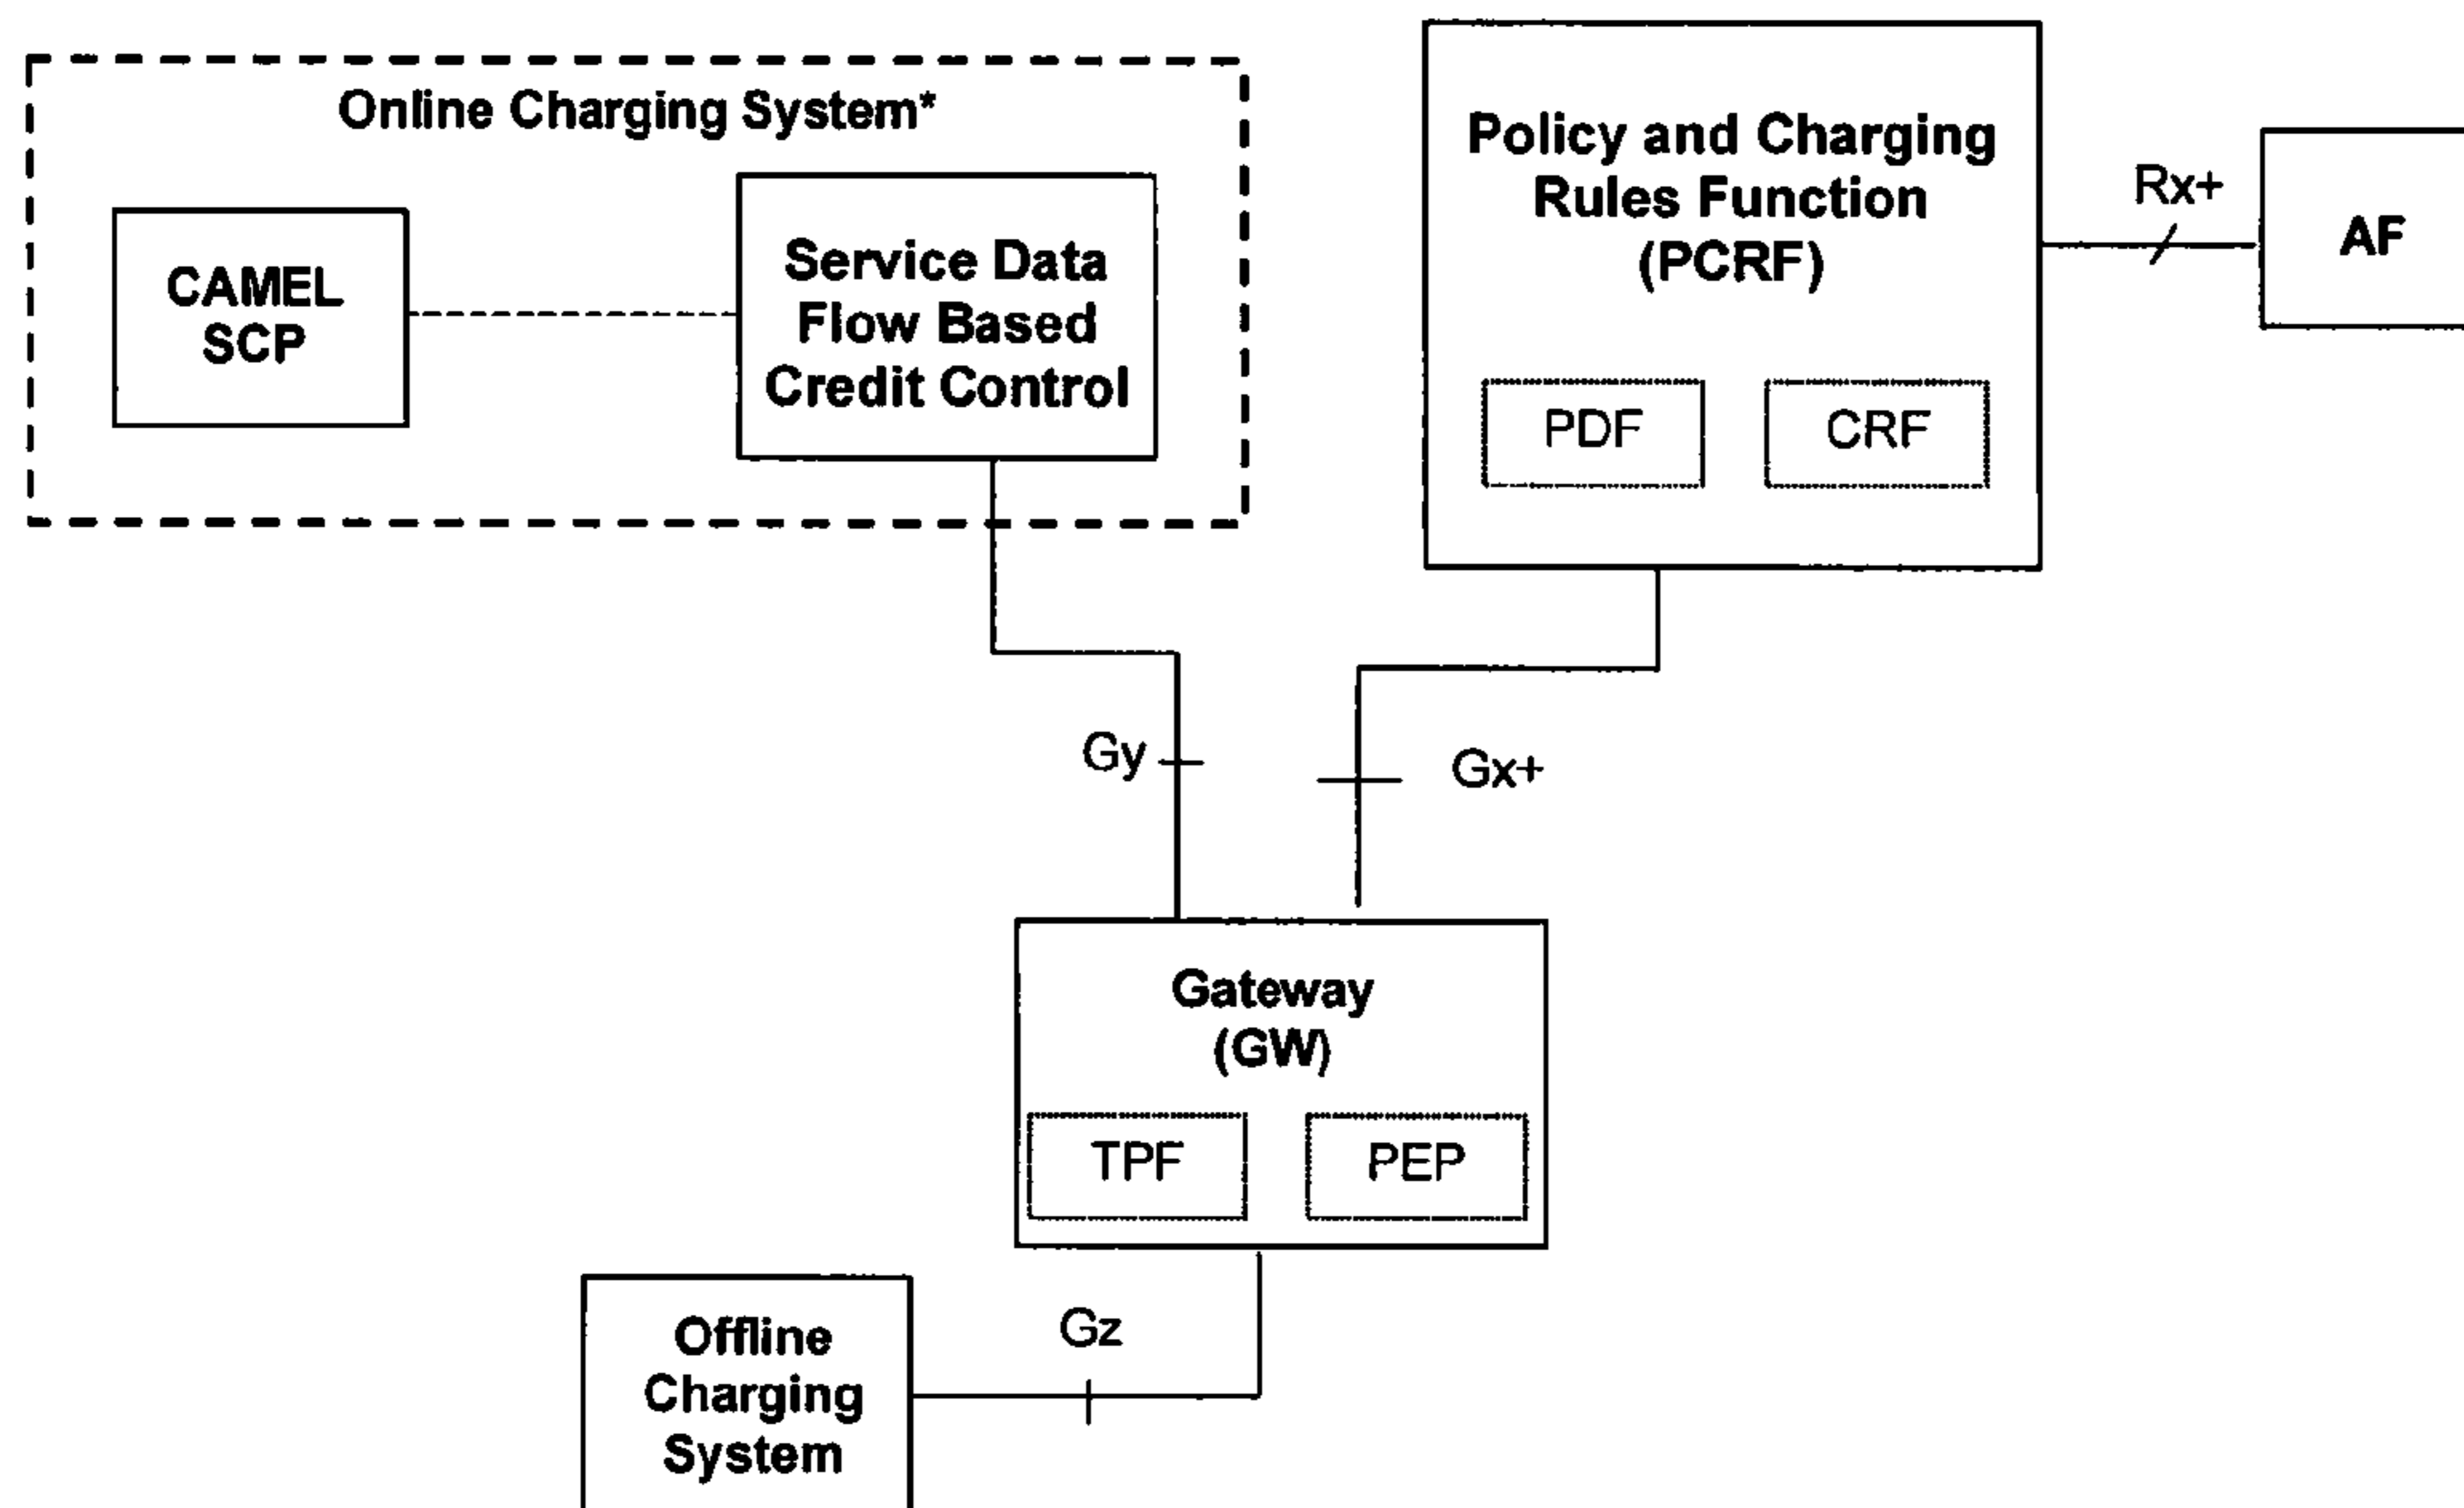 Online Charging System*
CAMEL
SCP
Service Data
Flow Based
Credit Control
Policy and Charging
Rules Function
(PCRF)
PDF
CRF
Rx+
AF
Gy
Gx+
Gateway
(GW)
TPF
PEP
Gz
Offline
Charging
System